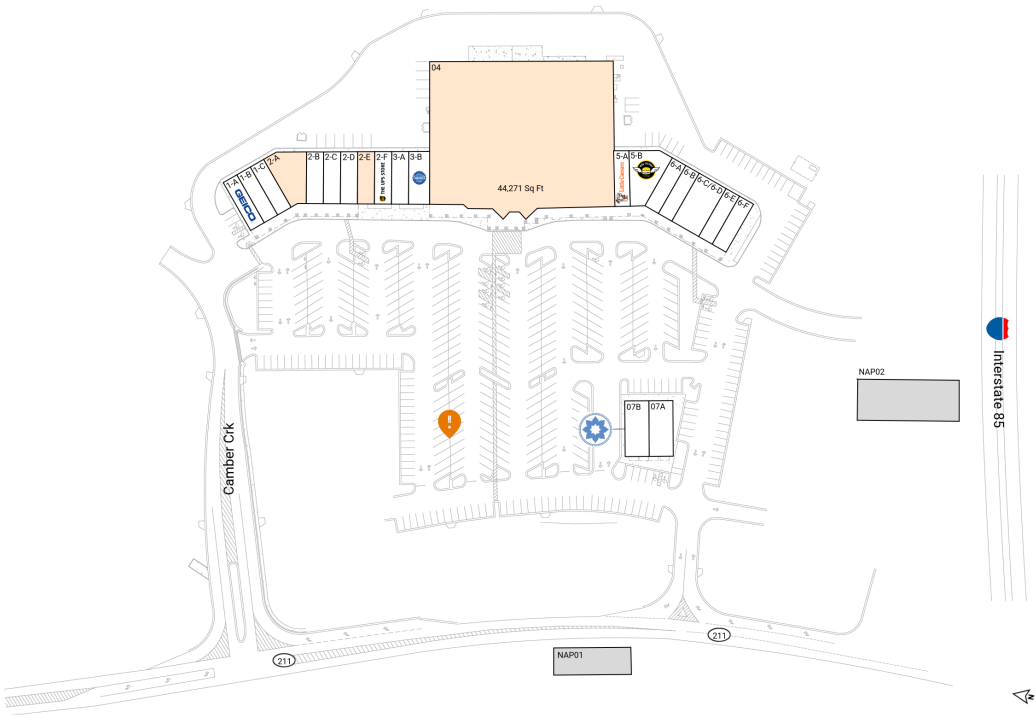 04
44,271 Sq Ft
1-A
1-B
1-C
2-A
2-B
2-C
2-D
2-E
2-F
3-A
3-B
5-A
5-B
6-A
6-B
6-C/6-D
6-E
6-F
GEICO
THE UPS STORE
Little Caesars
07B
07A
NAP02
Interstate 85
Camber Crk
211
211
NAP01
N